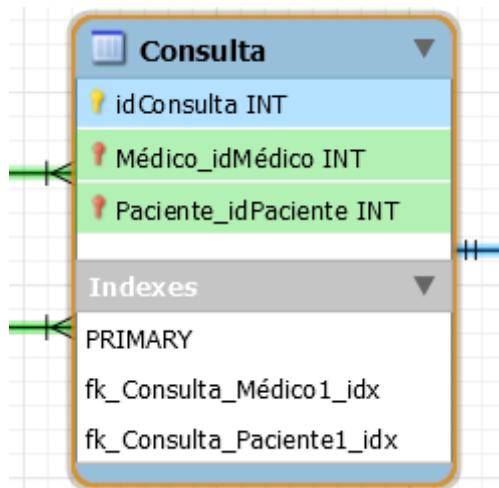 Consulta
idConsulta INT
Médico_idMédico INT
Paciente_idPaciente INT
Indexes
PRIMARY
fk_Consulta_Médico1_idx
fk_Consulta_Paciente1_idx